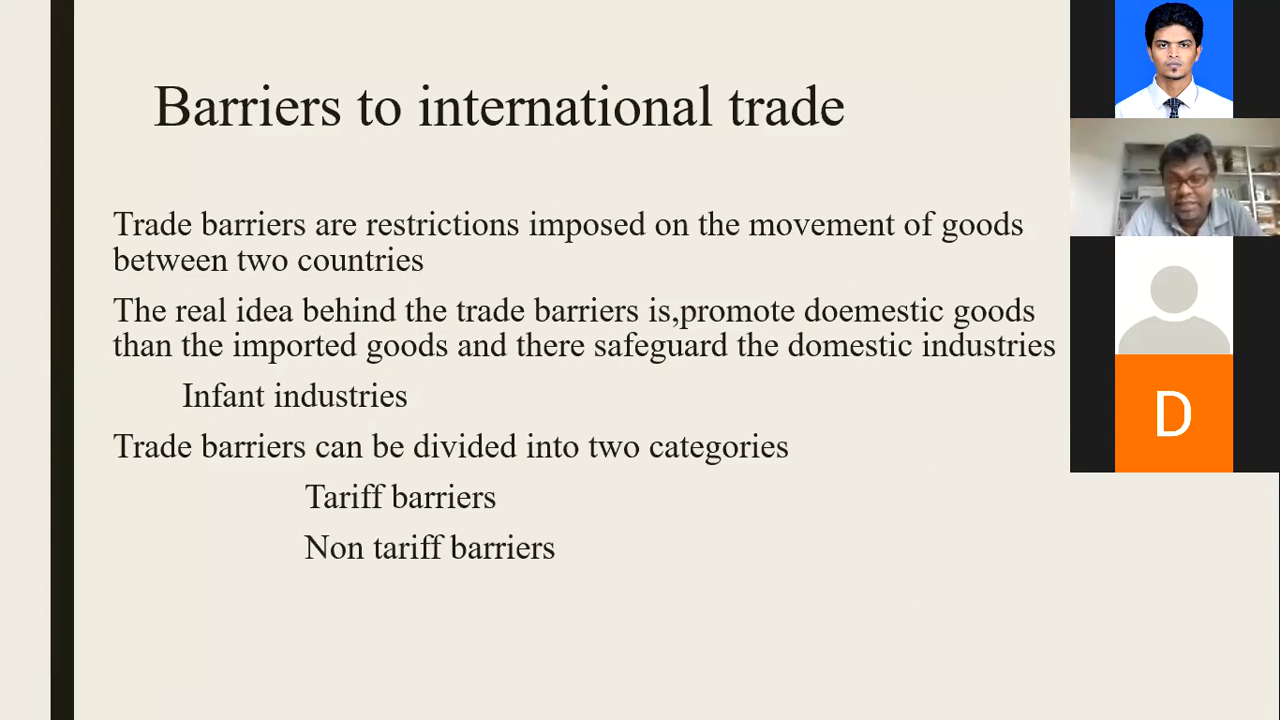 Barriers to international trade
Trade barriers are restrictions imposed on the movement of goods
between two countries
The real idea behind the trade barriers is,promote doemestic goods
than the imported goods and there safeguard the domestic industries
Infant industries
Trade barriers can be divided into two categories
Tariff barriers
Non tariff barriers
D